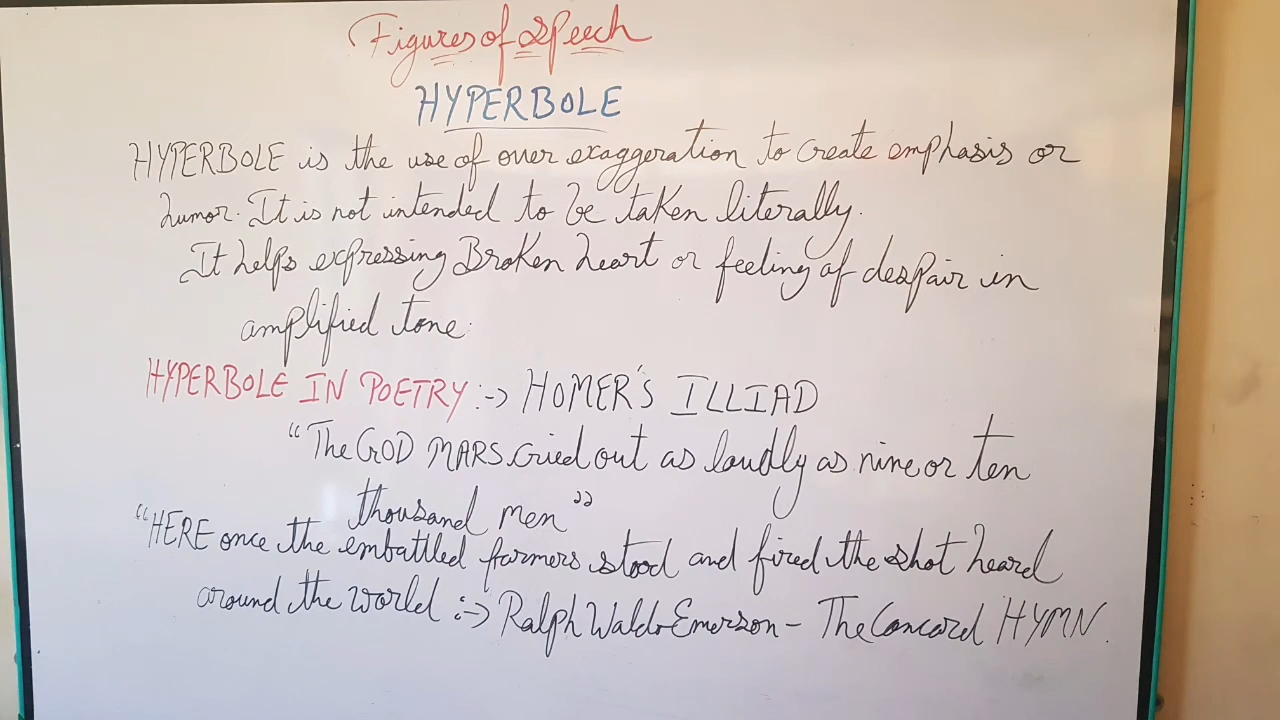 Figures of Speech
HYPERBOLE
HYPERBOLE is the use of over exaggeration to create emphasis or
humor. It is not intended to be taken literally.
It helps expressing Broken heart or feeling of despair in
amplified tone.
HYPERBOLE IN POETRY :-> HOMER'S ILLIAD
"The GOD MARS cried out as loudly as nine or ten
thousand men"
"HERE once the embattled farmers stood and fired the shot heard
around the world :-> Ralph Waldo Emerson - The Concord HYMN.